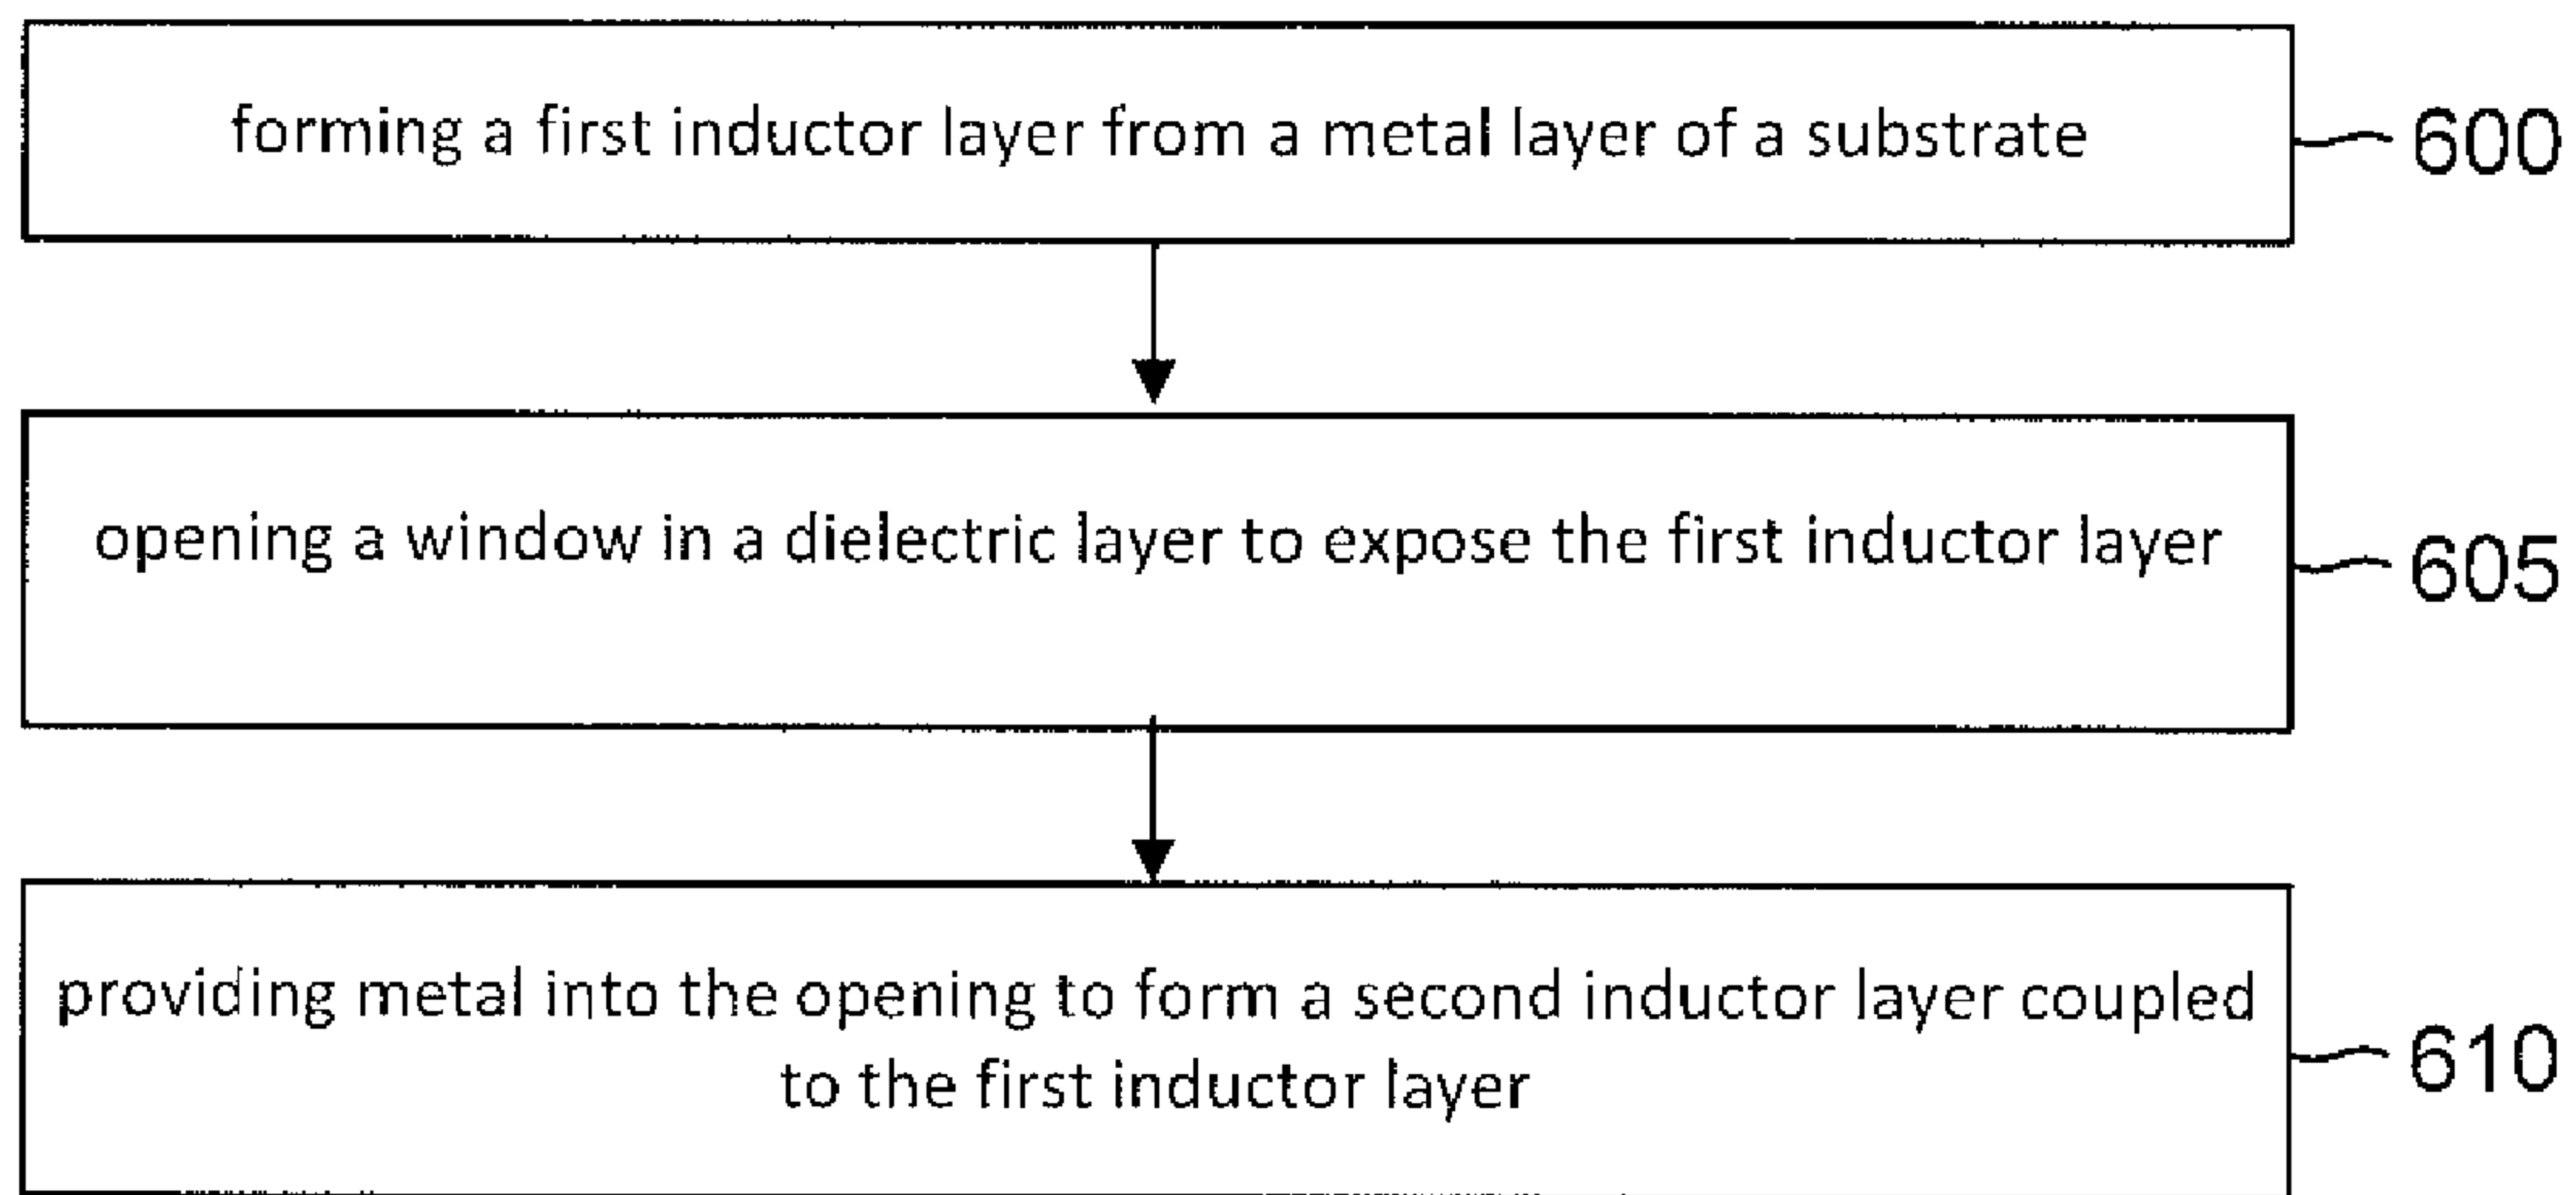 forming a first inductor layer from a metal layer of a substrate
600
opening a window in a dielectric layer to expose the first inductor layer
605
providing metal into the opening to form a second inductor layer coupled
to the first inductor layer
610